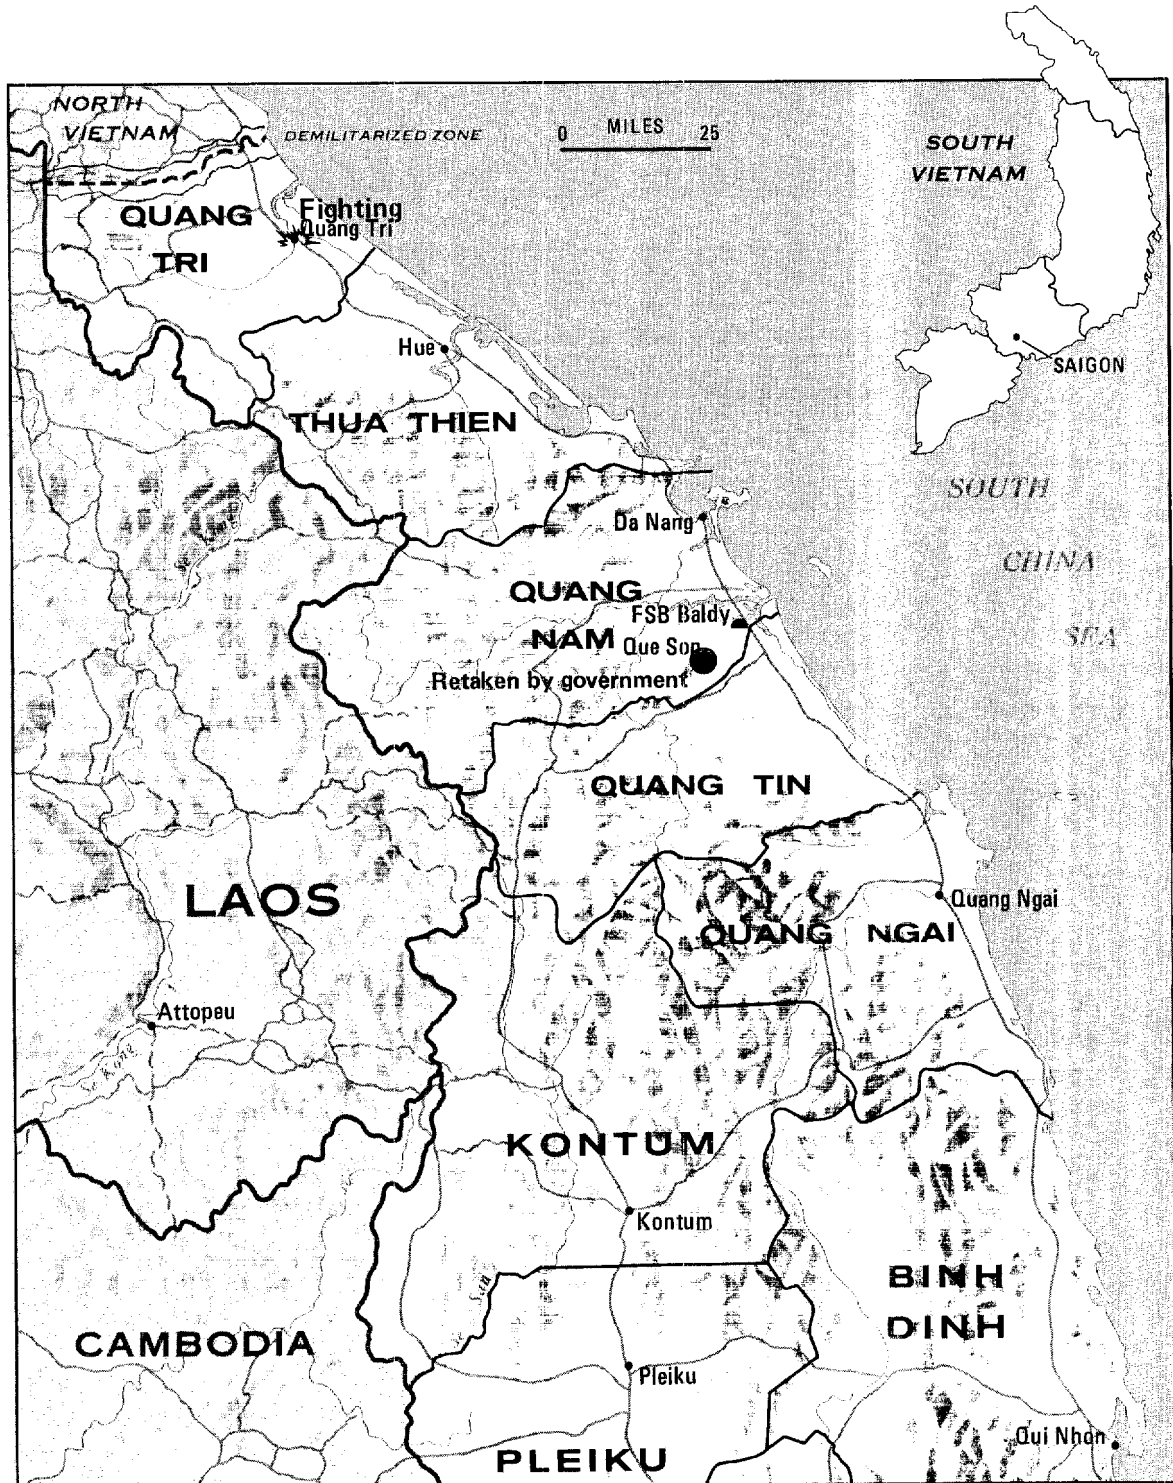 NORTH
VIETNAM
DEMILITARIZED ZONE
0 MILES 25
SOUTH
VIETNAM
SAIGON
QUANG
TRI
Fighting
Quang Tri
Hue
THUA THIEN
SOUTH
CHINA
SEA
Da Nang
QUANG
NAM
FSB Baldy
Que Son
Retaken by government
QUANG TIN
LAOS
Quang Ngai
QUANG NGAI
Attopeu
Kong
KONTUM
Kontum
San
BINH
DINH
CAMBODIA
Pleiku
PLEIKU
Qui Nhon